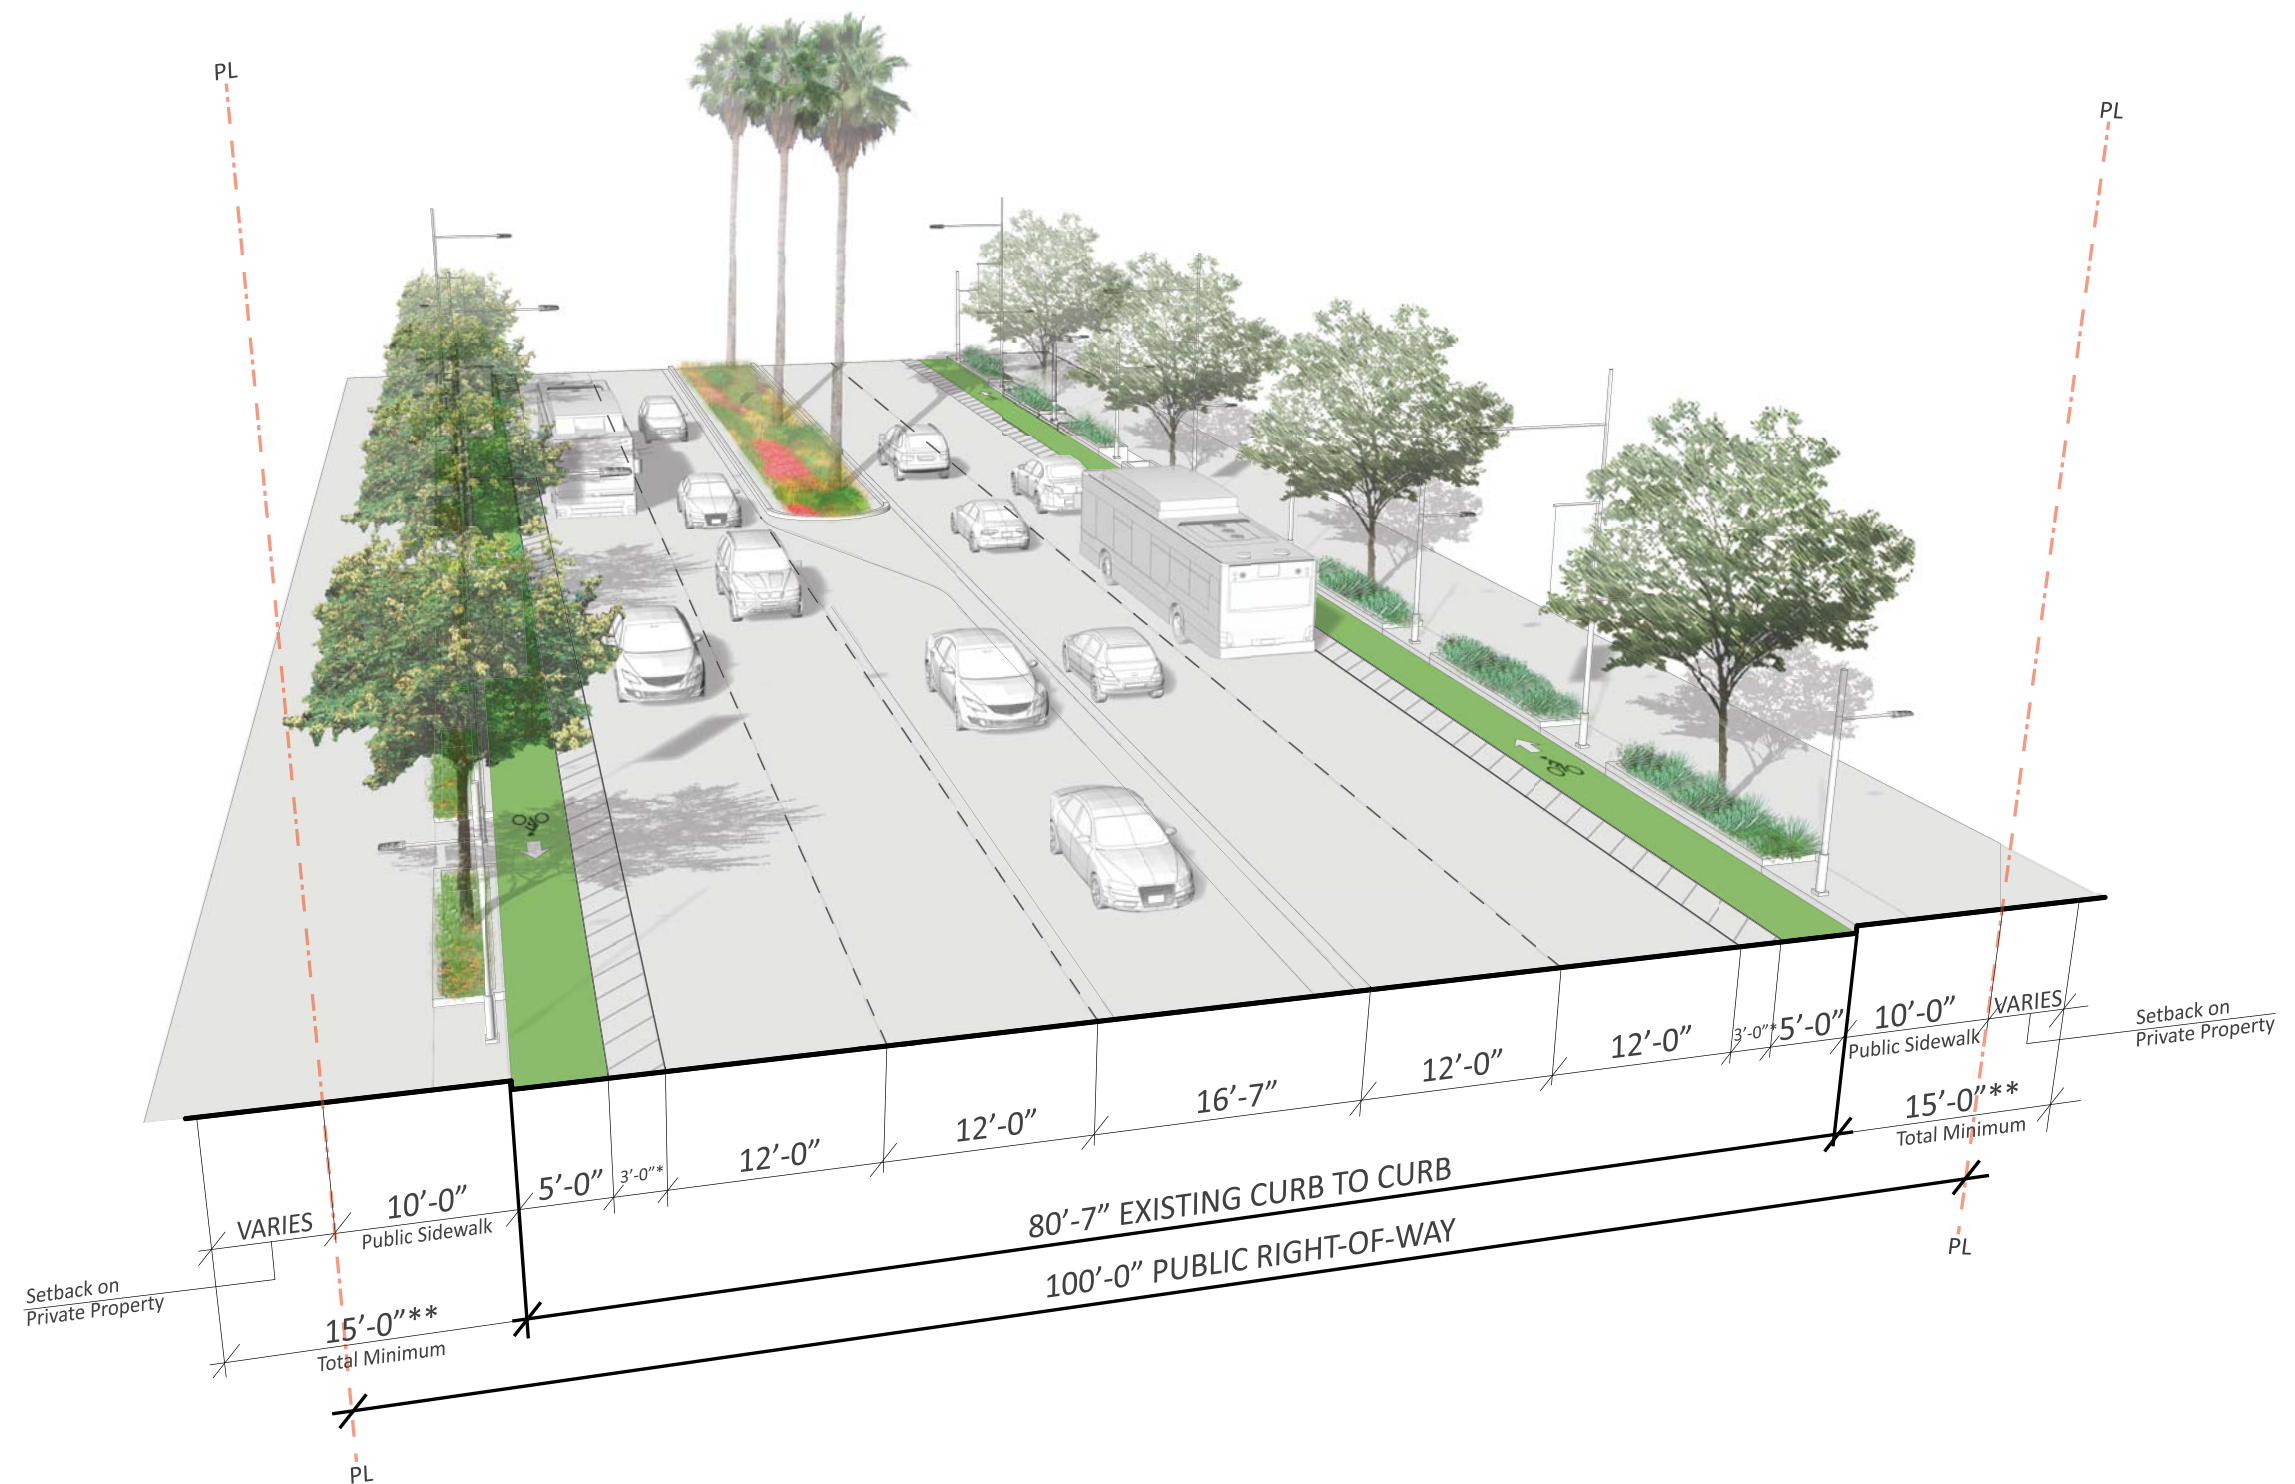 PL
PL
VARIES
10’-0”
Public Sidewalk
5’-0”
3’-0”*
12’-0”
12’-0”
16’-7”
12’-0”
12’-0”
3’-0”*
5’-0”
10’-0”
Public Sidewalk
VARIES
Setback on
Private Property
Setback on
Private Property
15’-0”**
Total Minimum
15’-0”**
Total Minimum
80’-7” EXISTING CURB TO CURB
100’-0” PUBLIC RIGHT-OF-WAY
PL
PL